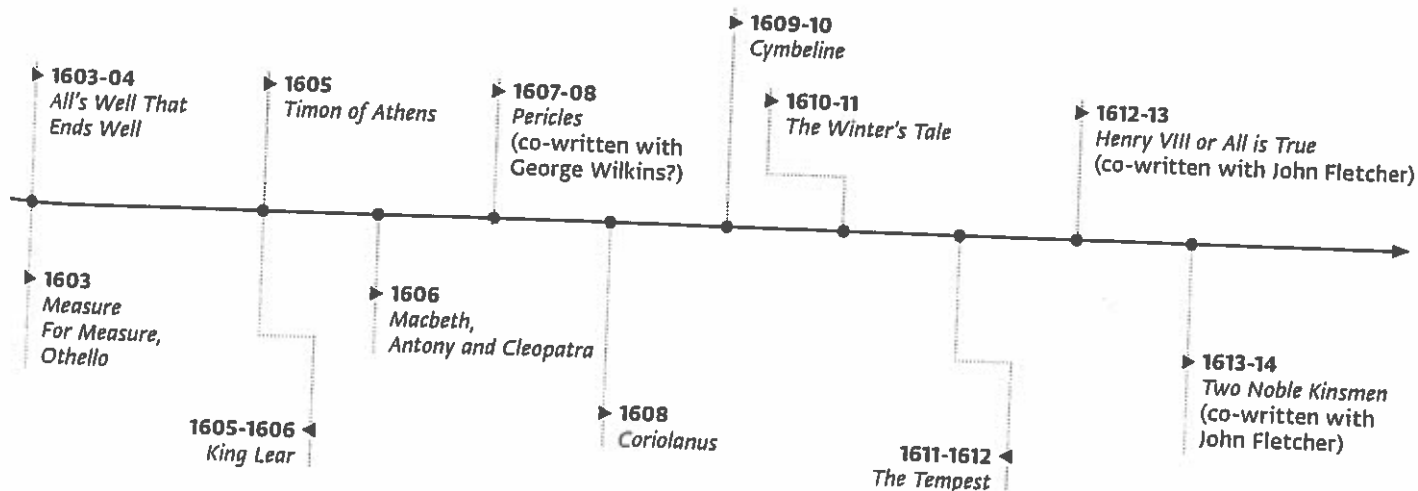 1603-04
All's Well That
Ends Well
1603
Measure
For Measure,
Othello
1605
Timon of Athens
1605-1606
King Lear
1606
Macbeth,
Antony and Cleopatra
1607-08
Pericles
(co-written with
George Wilkins?)
1608
Coriolanus
1609-10
Cymbeline
1610-11
The Winter's Tale
1611-1612
The Tempest
1612-13
Henry VIII or All is True
(co-written with John Fletcher)
1613-14
Two Noble Kinsmen
(co-written with
John Fletcher)